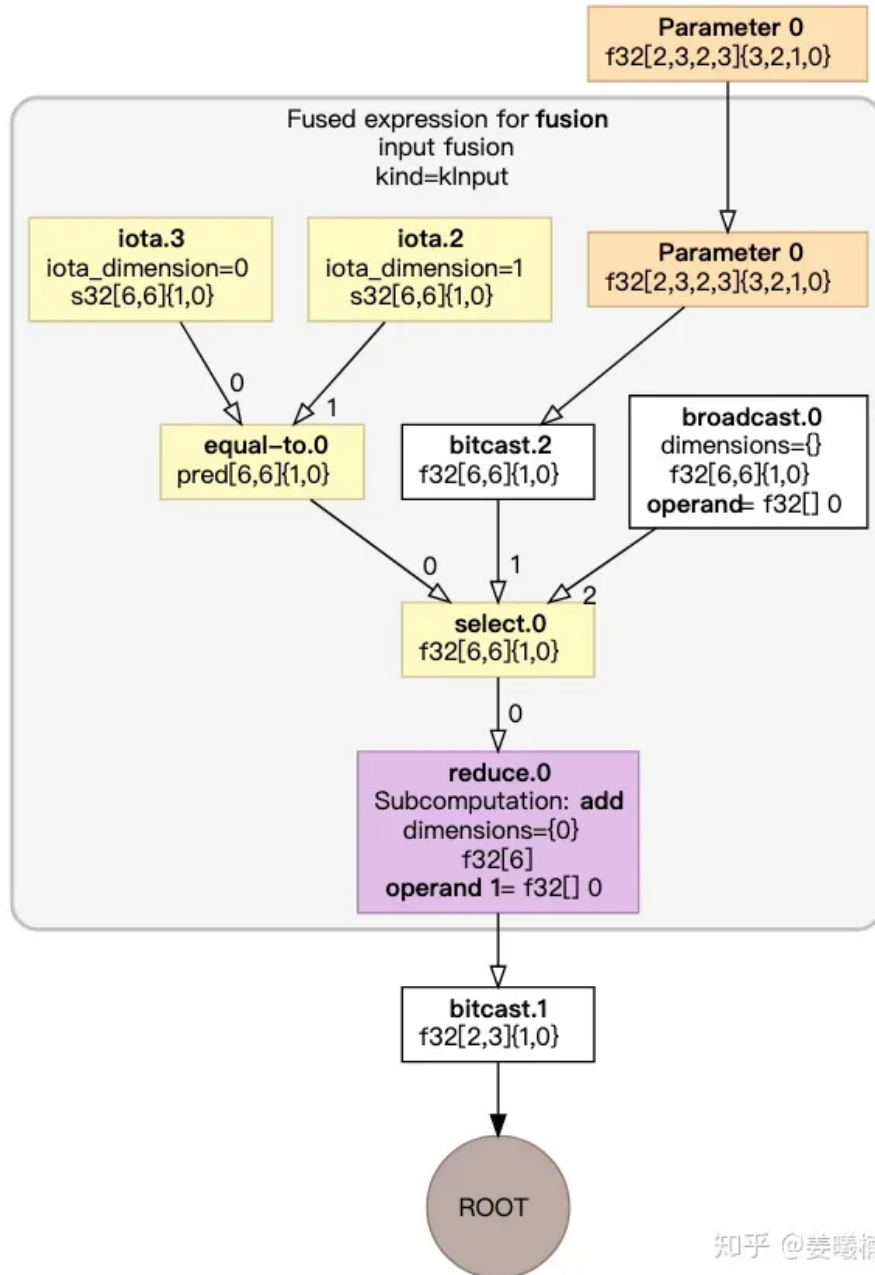 Parameter 0
f32[2,3,2,3]{3,2,1,0}
Fused expression for fusion
input fusion
kind=kInput
iota.3
iota_dimension=0
s32[6,6]{1,0}
iota.2
iota_dimension=1
s32[6,6]{1,0}
Parameter 0
f32[2,3,2,3]{3,2,1,0}
0
1
equal-to.0
pred[6,6]{1,0}
bitcast.2
f32[6,6]{1,0}
broadcast.0
dimensions={}
f32[6,6]{1,0}
operand= f32[] 0
0
1
2
select.0
f32[6,6]{1,0}
0
reduce.0
Subcomputation: add
dimensions={0}
f32[6]
operand 1= f32[] 0
bitcast.1
f32[2,3]{1,0}
ROOT
知乎 @姜曦楠